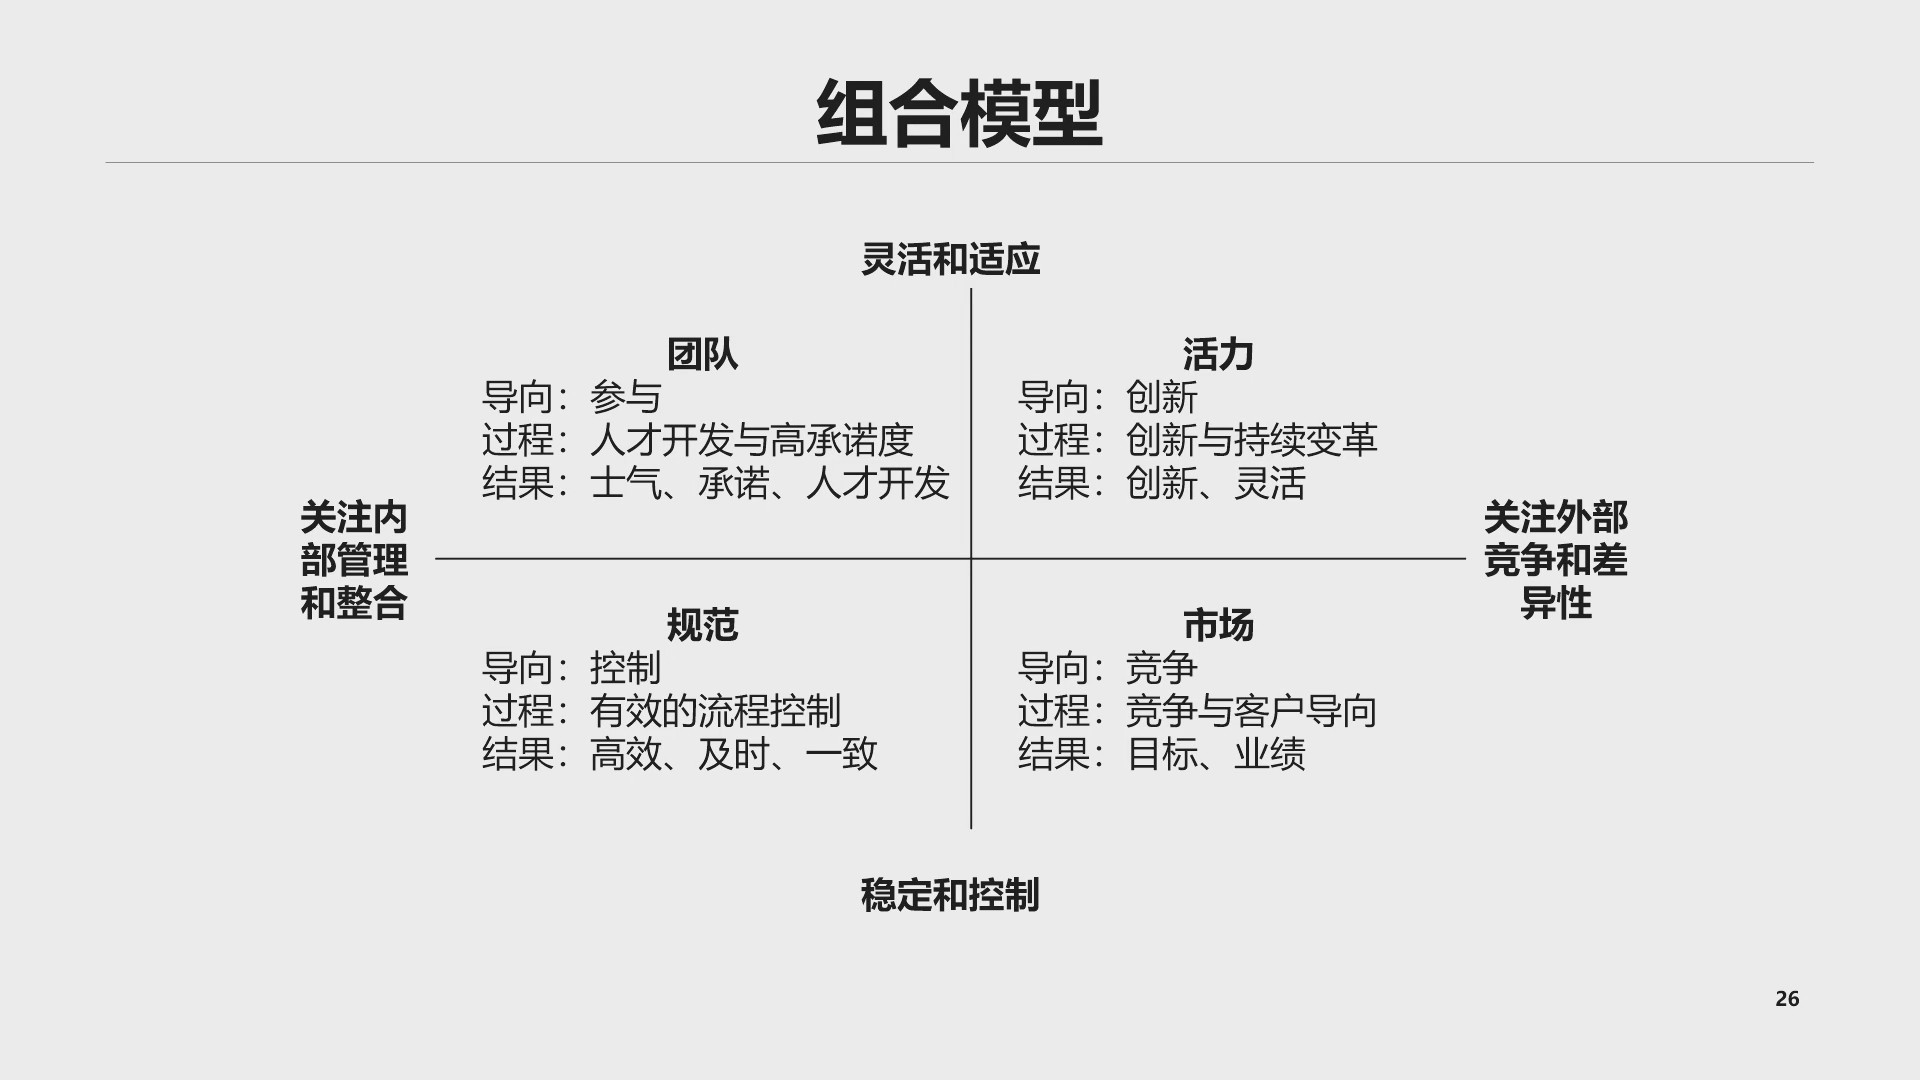 组合模型
灵活和适应
团队
导向：参与
过程：人才开发与高承诺度
结果：士气、承诺、人才开发
活力
导向：创新
过程：创新与持续变革
结果：创新、灵活
关注内
部管理
和整合
关注外部
竞争和差
异性
规范
导向：控制
过程：有效的流程控制
结果：高效、及时、一致
市场
导向：竞争
过程：竞争与客户导向
结果：目标、业绩
稳定和控制
26